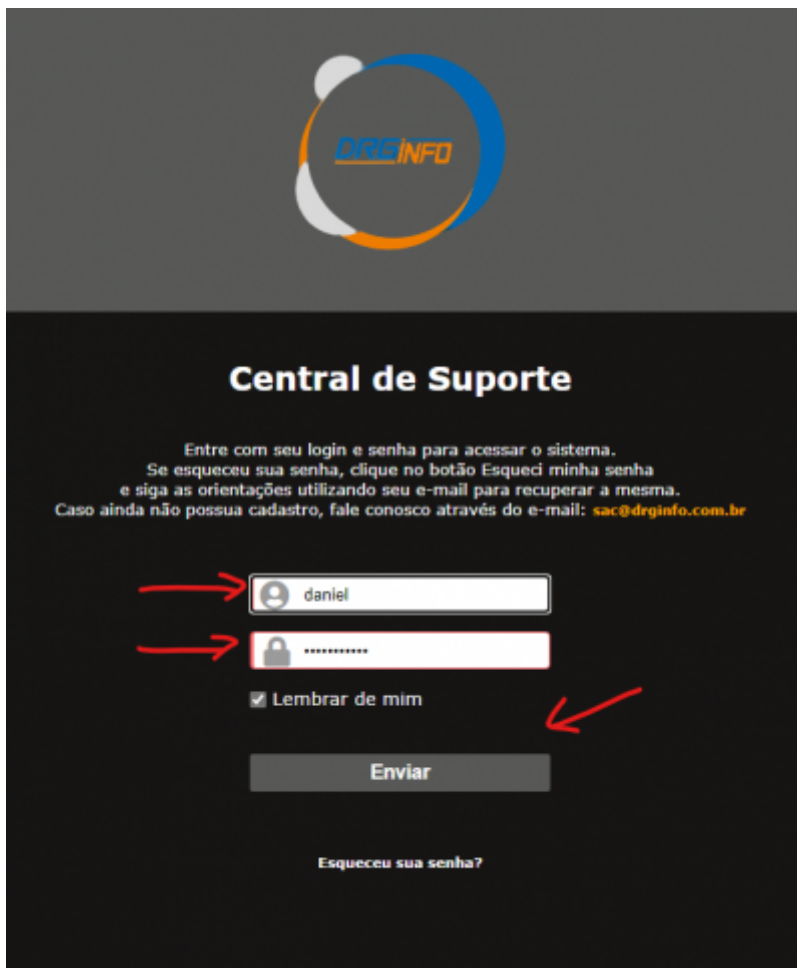 DRGINFO
Central de Suporte
Entre com seu login e senha para acessar o sistema.
Se esqueceu sua senha, clique no botão Esqueci minha senha
e siga as orientações utilizando seu e-mail para recuperar a mesma.
Caso ainda não possua cadastro, fale conosco através do e-mail: sac@drginfo.com.br
daniel
•••••••••••
Lembrar de mim
Enviar
Esqueceu sua senha?